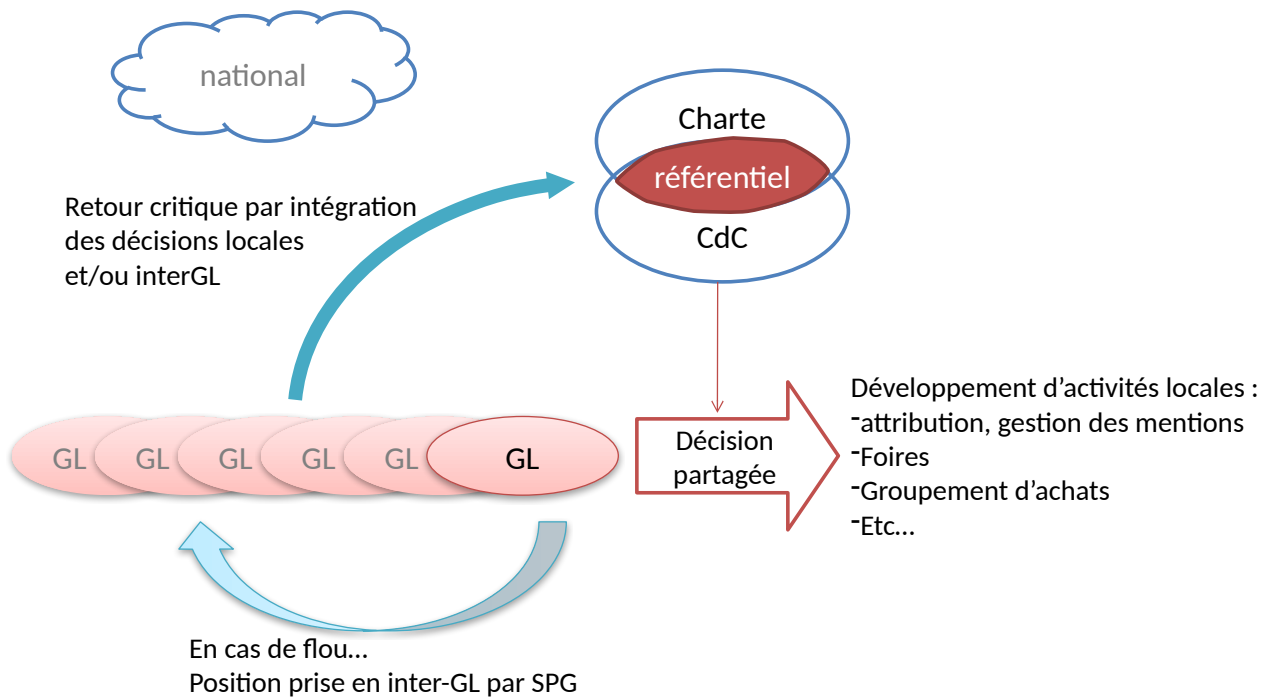 national
Charte
référentiel
CdC
Retour critique par intégration
des décisions locales
et/ou interGL
GL GL GL GL GL GL
Décision
partagée
Développement d’activités locales :
-attribution, gestion des mentions
-Foires
-Groupement d’achats
-Etc…
En cas de flou…
Position prise en inter-GL par SPG